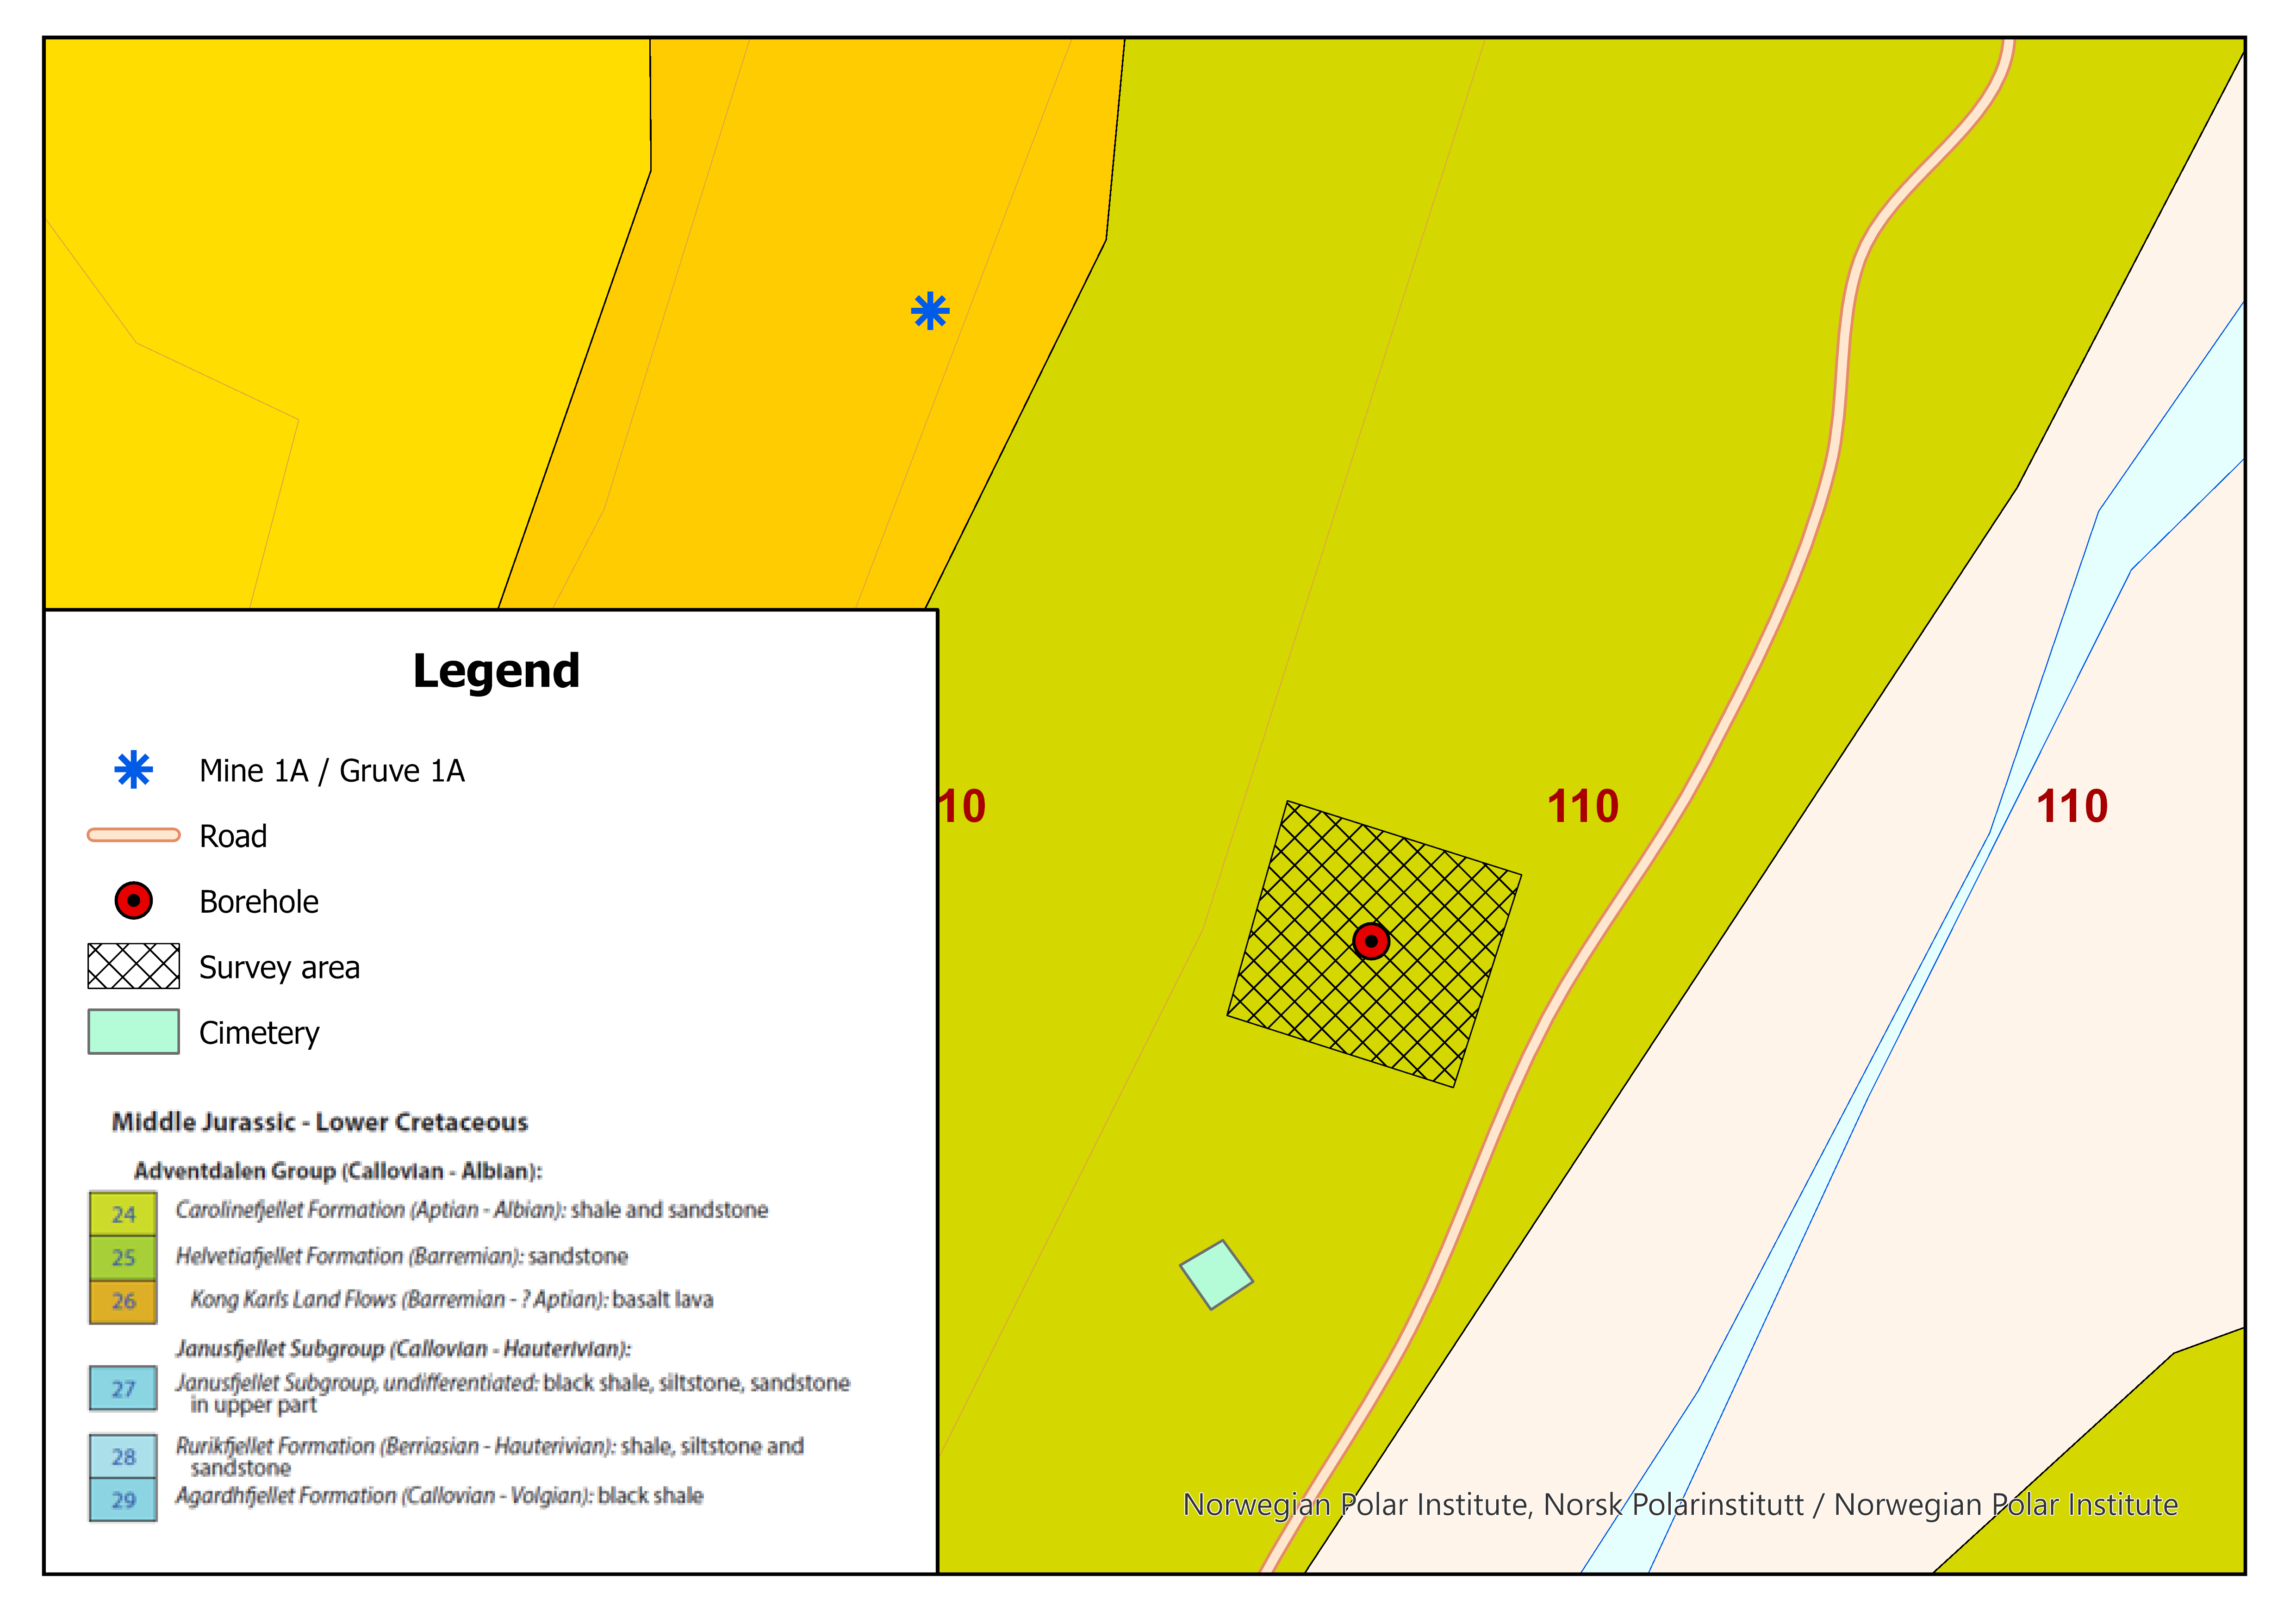 Legend
Mine 1A / Gruve 1A
Road
Borehole
Survey area
Cimetery
Middle Jurassic - Lower Cretaceous
Adventdalen Group (Callovian - Albian):
24 Carolinefjellet Formation (Aptian - Albian): shale and sandstone
25 Helvetiafjellet Formation (Barremian): sandstone
26 Kong Karls Land Flows (Barremian - ? Aptian): basalt lava
Janusfjellet Subgroup (Callovian - Hauterivian):
27 Janusfjellet Subgroup, undifferentiated: black shale, siltstone, sandstone
in upper part
28 Rurikfjellet Formation (Berriasian - Hauterivian): shale, siltstone and
sandstone
29 Agardhfjellet Formation (Callovian - Volgian): black shale
10
110
110
Norwegian Polar Institute, Norsk Polarinstitutt / Norwegian Polar Institute